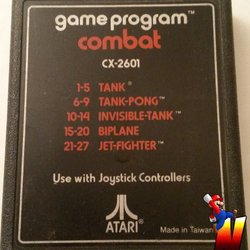 game program™
combat
CX-2601
1-5 TANK®
6-9 TANK-PONG™
10-14 INVISIBLE-TANK™
15-20 BIPLANE
21-27 JET-FIGHTER™
Use with Joystick Controllers
ATARI®
Made in Taiwan
N